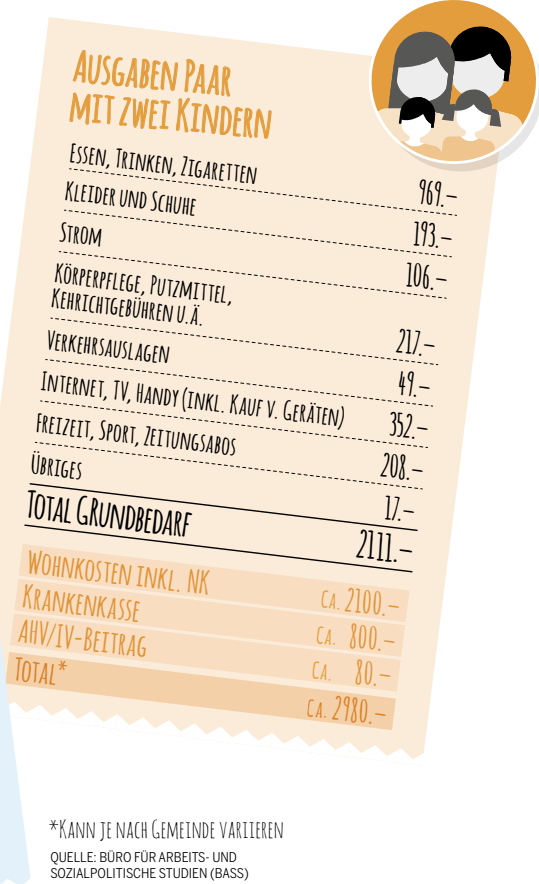 Ausgaben Paar
mit zwei Kindern
Essen, Trinken, Zigaretten 969.–
Kleider und Schuhe 193.–
Strom 106.–
Körperpflege, Putzmittel,
Kehrichtgebühren u.ä. 217.–
Verkehrsauslagen 49.–
Internet, TV, Handy (inkl. Kauf v. Geräten) 352.–
Freizeit, Sport, Zeitungsabos 208.–
Übriges 17.–
Total Grundbedarf 2111.–
Wohnkosten inkl. NK ca. 2100.–
Krankenkasse ca. 800.–
AHV/IV-Beitrag ca. 80.–
Total* ca. 2980.–
*Kann je nach Gemeinde variieren
QUELLE: BÜRO FÜR ARBEITS- UND
SOZIALPOLITISCHE STUDIEN (BASS)